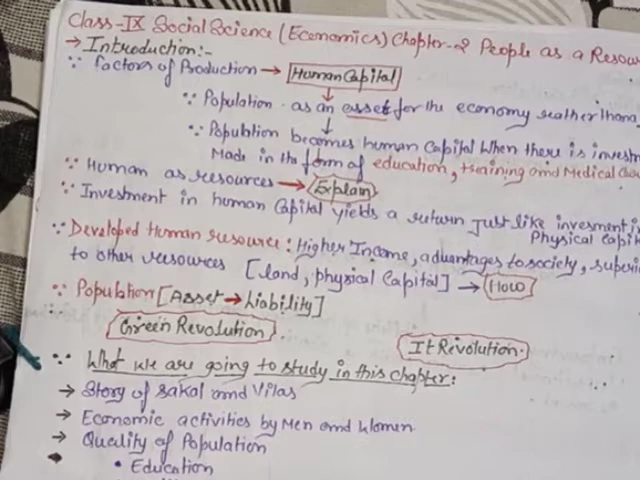 Class-IX Social Science (Economics) Chapter-2 People as a
→ Introduction:-
∵ factors of Production → Human Capital
∵ Population as an asset for the economy reather than a
∵ Population becomes human Capital when there is
Made in the form of education, training and Medical
∵ Human as resources → Explain
∵ Investment in human Capital yields a return just like invesment
Physical
∵ Developed Human resource: Higher Income, advantages to society,
to other resources [land, physical Capital] → How
∵ Population [Asset → Liability]
Green Revolution
It Revolution.
∵ What we are going to study in this chapter:
→ Story of Sakal and Vilas
→ Economic activities by Men and Women
→ Quality of Population
• Education